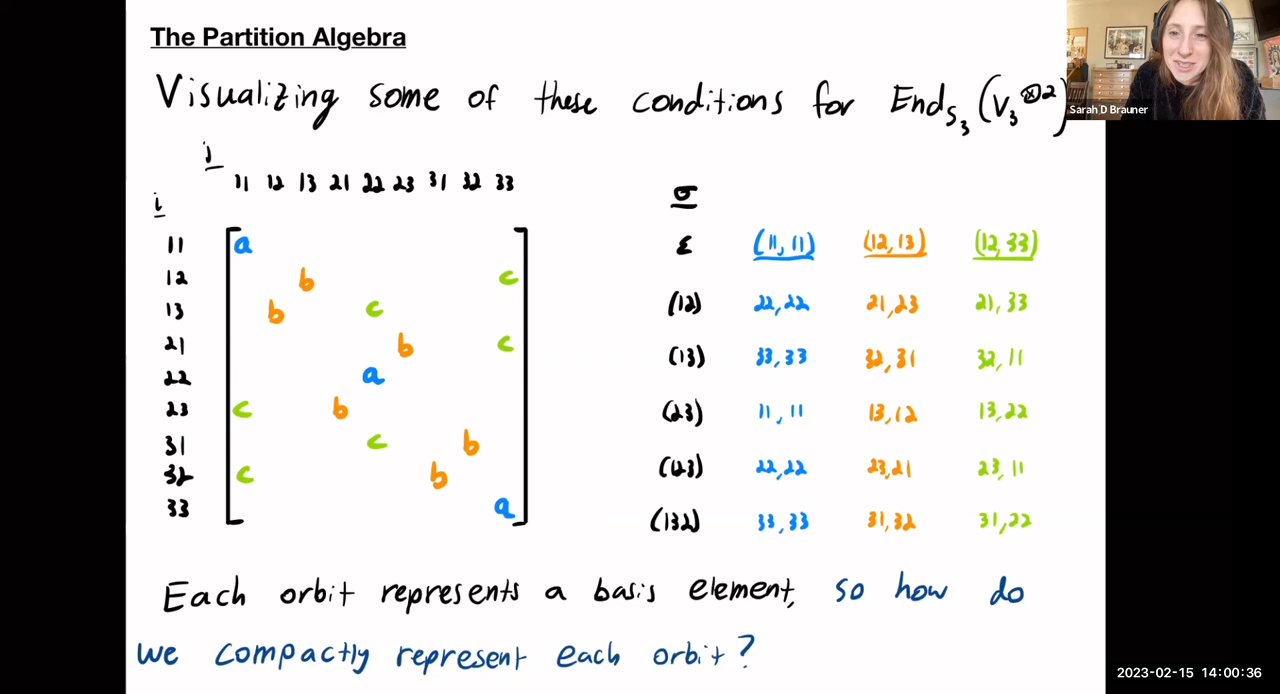 The Partition Algebra
Visualizing some of these conditions for End_{S_3}(V_3^{⊗2})
Sarah D Brauner
j
11 12 13 21 22 23 31 32 33
i
σ
11 a
ε (11,11) (12,13) (12,33)
12 b c
13 b c
(12) 22,22 21,23 21,33
21 b c
(13) 33,33 32,31 32,11
22 a
23 c b
(23) 11,11 13,12 13,22
31 c b
32 c b
(123) 22,22 23,21 23,11
33 a
(132) 33,33 31,32 31,22
Each orbit represents a basis element, so how do
we compactly represent each orbit?
2023-02-15 14:00:36